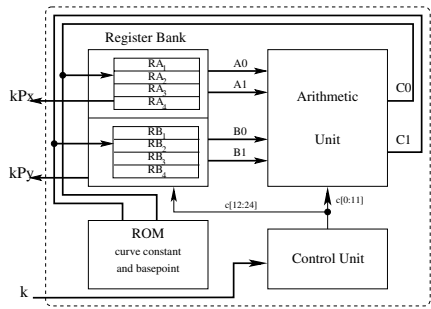 Register Bank
RA1
RA2
RA3
RA4
A0
A1
Arithmetic
Unit
C0
C1
kPx
RB1
RB2
RB3
RB4
B0
B1
kPy
c[12:24]
c[0:11]
ROM
curve constant
and basepoint
Control Unit
k